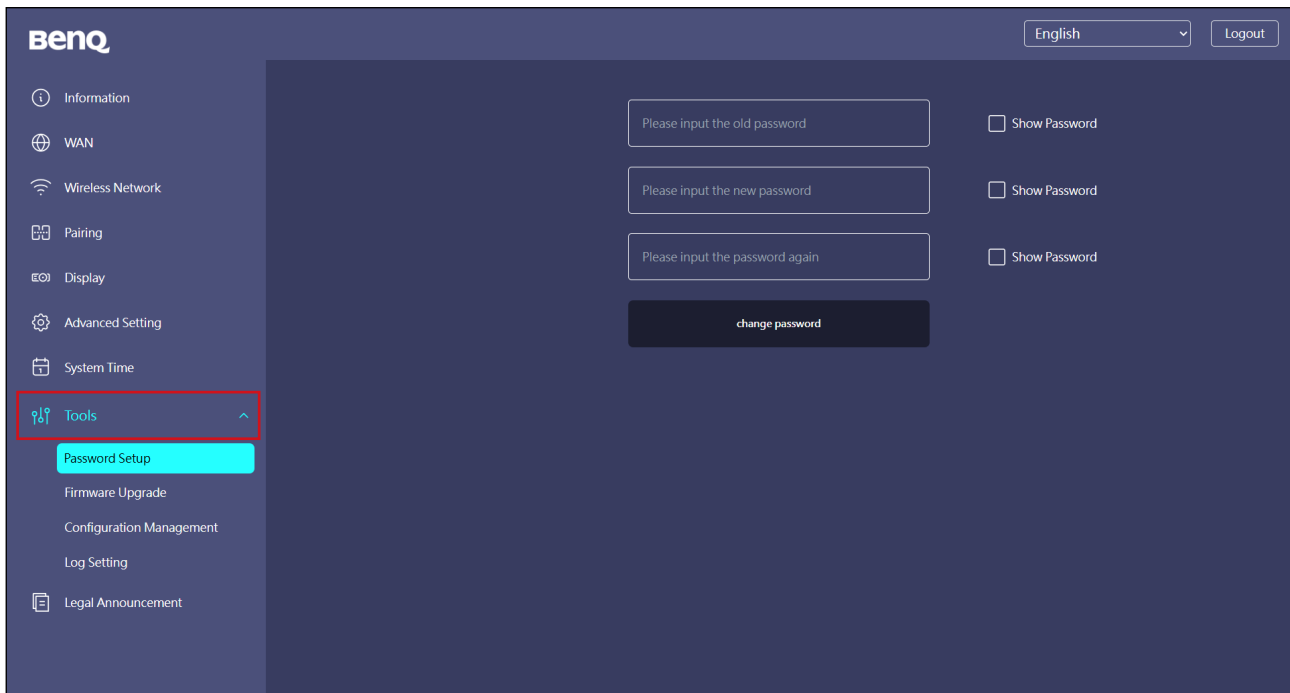 BenQ
English
Logout
Information
WAN
Wireless Network
Pairing
Display
Advanced Setting
1
System Time
Tools
Password Setup
Firmware Upgrade
Configuration Management
Log Setting
Legal Announcement
Please input the old password
Show Password
Please input the new password
Show Password
Please input the password again
Show Password
change password